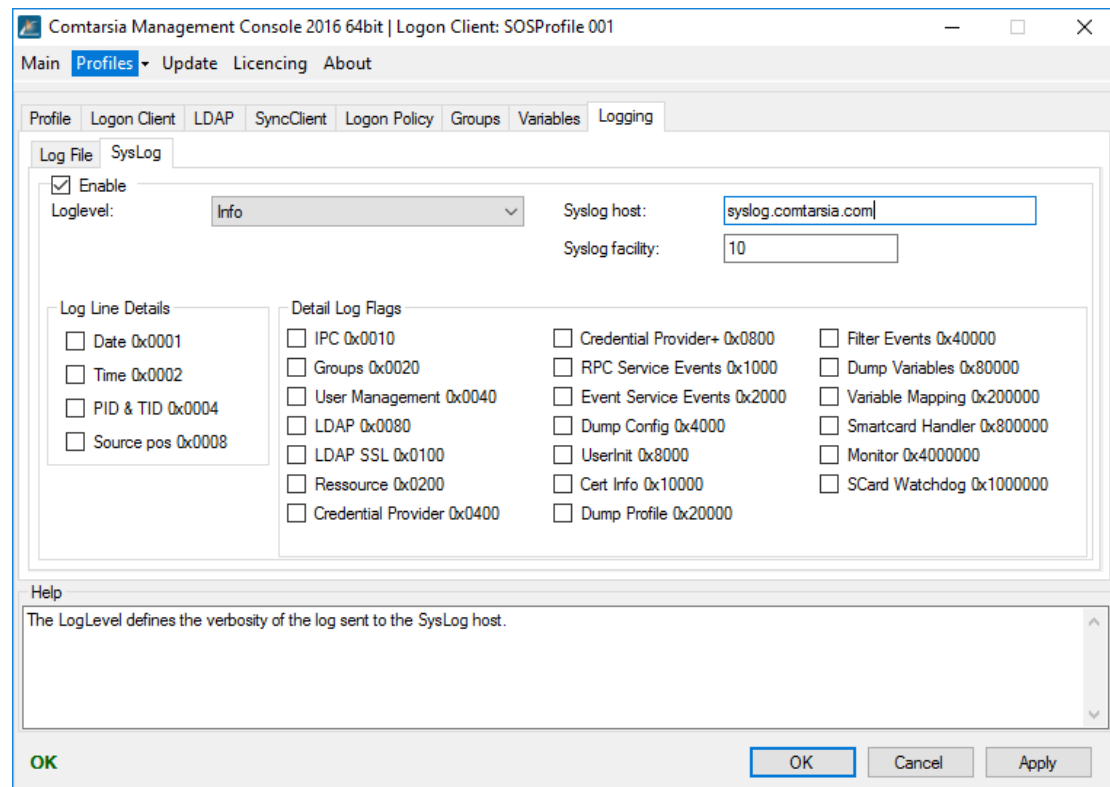 Comtarsia Management Console 2016 64bit | Logon Client: SOSProfile 001
Main Profiles Update Licencing About
Profile Logon Client LDAP SyncClient Logon Policy Groups Variables Logging
Log File SysLog
Enable
Loglevel: Info Syslog host: syslog.comtarsia.com
Syslog facility: 10
Log Line Details
Date 0x0001
Time 0x0002
PID & TID 0x0004
Source pos 0x0008
Detail Log Flags
IPC 0x0010
Groups 0x0020
User Management 0x0040
LDAP 0x0080
LDAP SSL 0x0100
Ressource 0x0200
Credential Provider 0x0400
Credential Provider+ 0x0800
RPC Service Events 0x1000
Event Service Events 0x2000
Dump Config 0x4000
UserInit 0x8000
Cert Info 0x10000
Dump Profile 0x20000
Filter Events 0x40000
Dump Variables 0x80000
Variable Mapping 0x200000
Smartcard Handler 0x800000
Monitor 0x4000000
SCard Watchdog 0x1000000
Help
The LogLevel defines the verbosity of the log sent to the SysLog host.
OK OK Cancel Apply